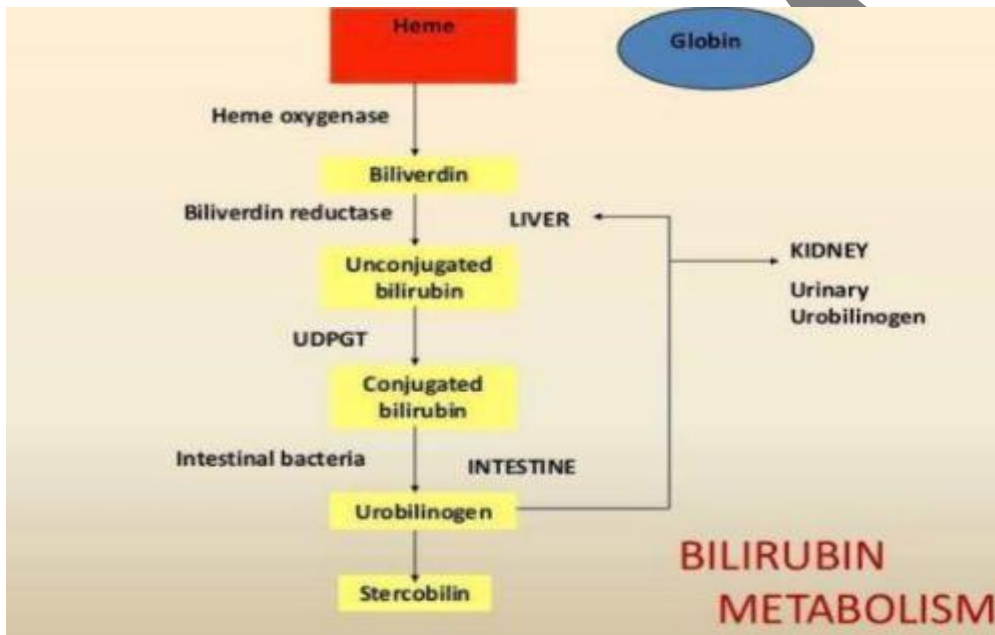 Heme
Globin
Heme oxygenase
Biliverdin
Biliverdin reductase
LIVER
KIDNEY
Urinary
Urobilinogen
Unconjugated
bilirubin
UDPGT
Conjugated
bilirubin
Intestinal bacteria
INTESTINE
Urobilinogen
Stercobilin
BILIRUBIN
METABOLISM